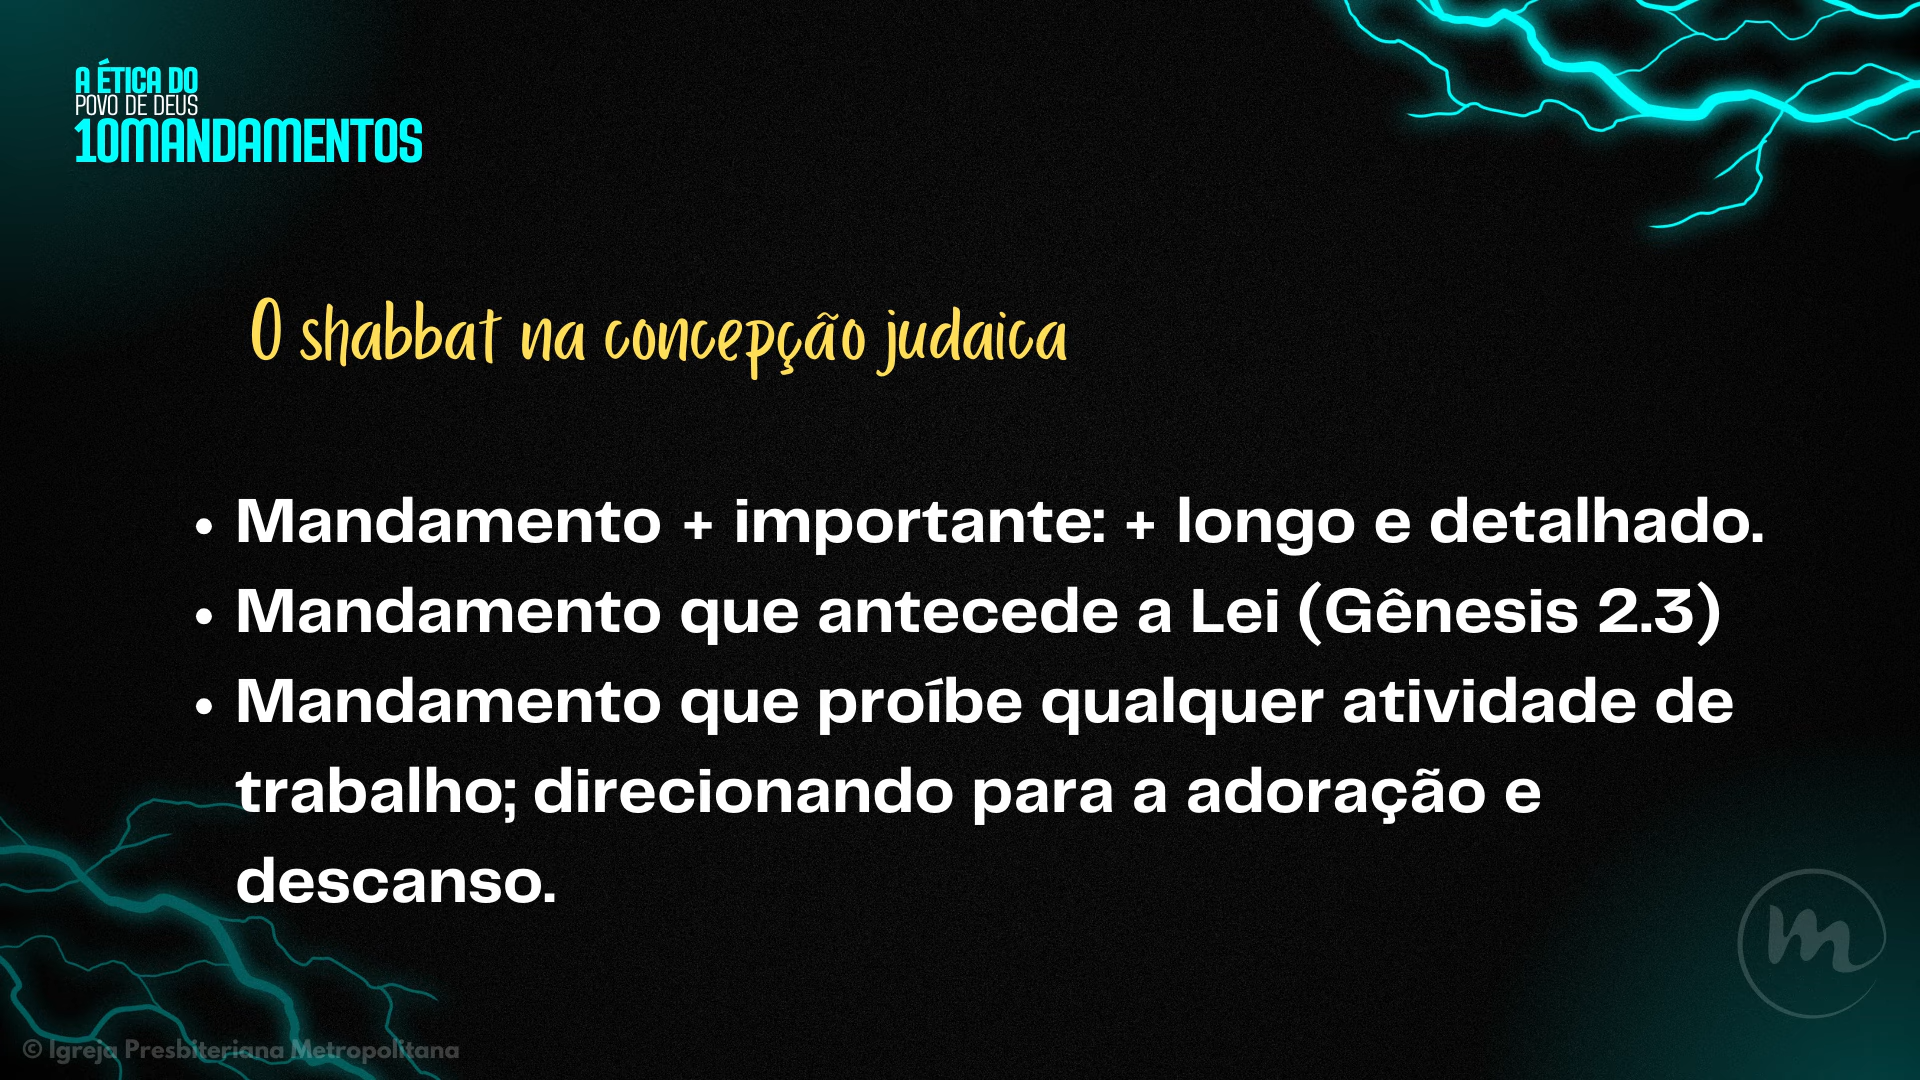 A ÉTICA DO
POVO DE DEUS
10MANDAMENTOS
O shabbat na concepção judaica
• Mandamento + importante: + longo e detalhado.
• Mandamento que antecede a Lei (Gênesis 2.3)
• Mandamento que proíbe qualquer atividade de
trabalho; direcionando para a adoração e
descanso.
m
© Igreja Presbiteriana Metropolitana